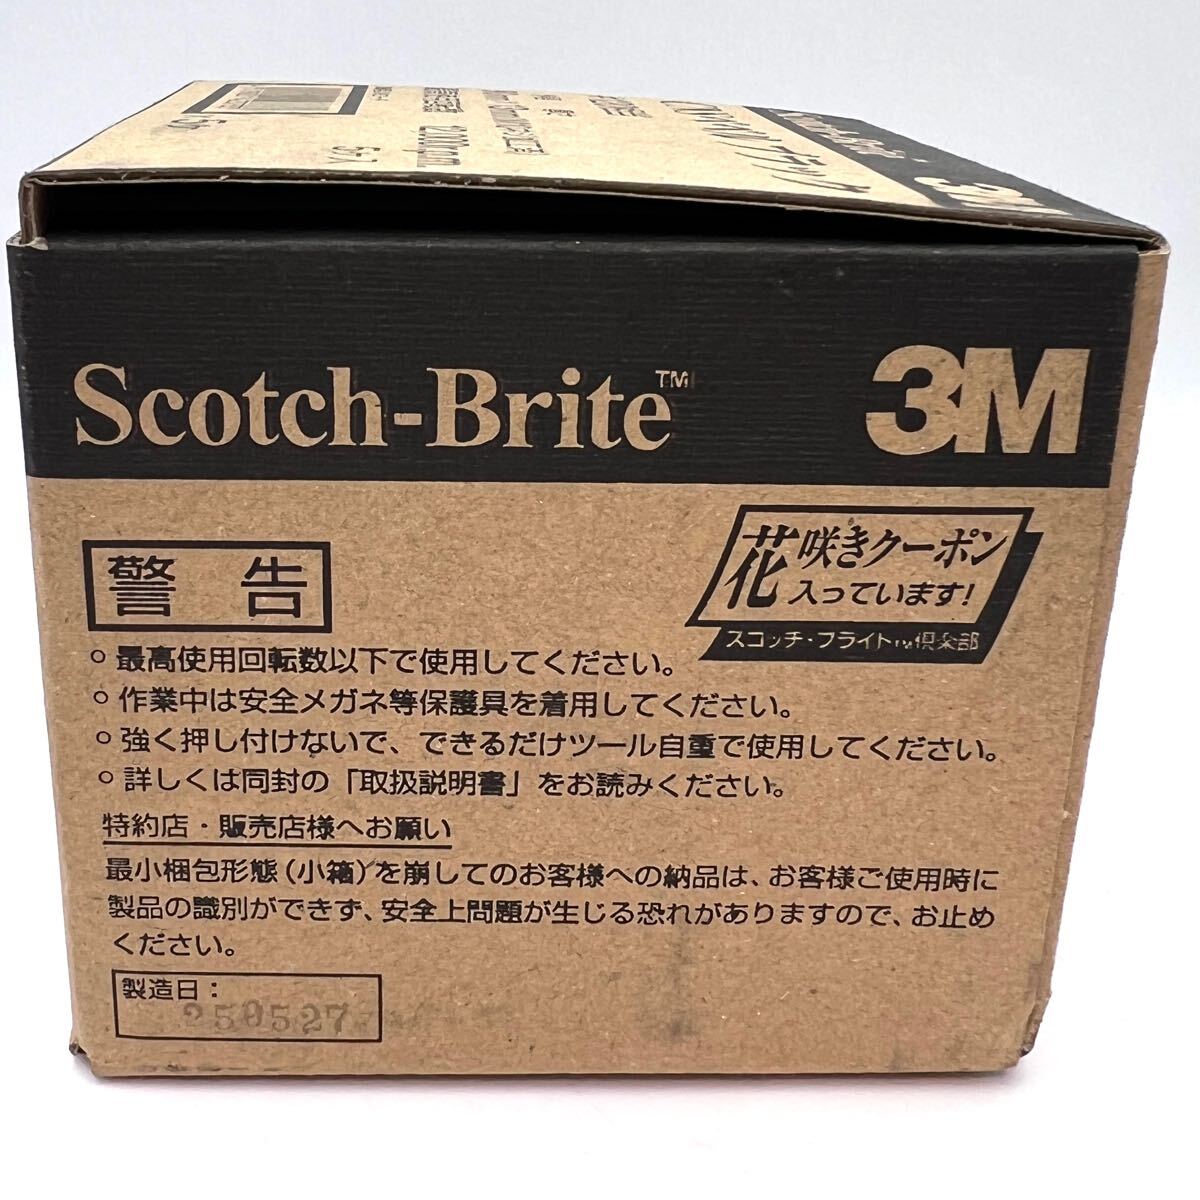 Scotch-Brite™
3M
12,000rpm
Scotch-Brite™ 3M
花咲きクーポン
入っています!
スコッチ・ブライト™倶楽部
警告
○ 最高使用回転数以下で使用してください。
○ 作業中は安全メガネ等保護具を着用してください。
○ 強く押し付けないで、できるだけツール自重で使用してください。
○ 詳しくは同封の「取扱説明書」をお読みください。
特約店・販売店様へお願い
最小梱包形態(小箱)を崩してのお客様への納品は、お客様ご使用時に
製品の識別ができず、安全上問題が生じる恐れがありますので、お止め
ください。
製造日:
250527